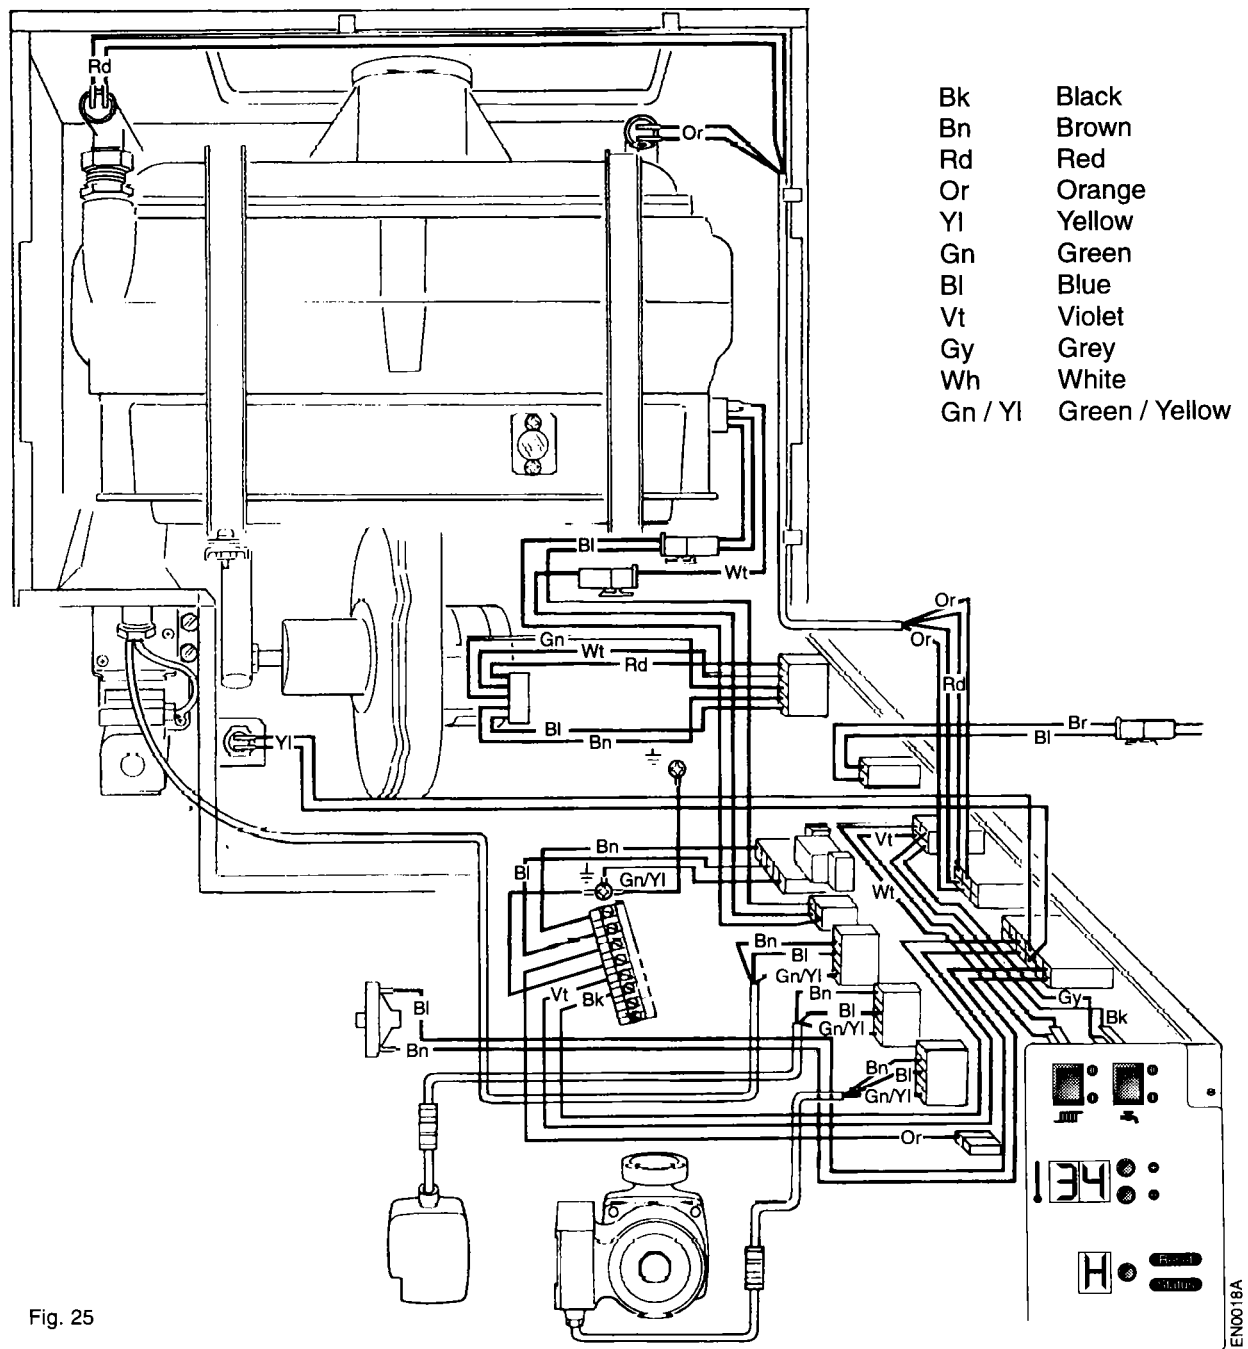 Rd
Or
Bk Black
Bn Brown
Rd Red
Or Orange
Yl Yellow
Gn Green
Bl Blue
Vt Violet
Gy Grey
Wh White
Gn / Yl Green / Yellow
Bl
Wt
Or
Or
Gn
Wt
Rd
Rd
Bl
Bn
Yl
Br
Bl
Bn
Vt
Bl
Gn/Yl
Wt
Bn
Bl
Gn/Yl
Vt
Bk
Bn
Bl
Gn/Yl
Gy
Bk
Bl
Bn
Bn
Bl
Gn/Yl
Or
34
H
Reset
Status
Fig. 25
EN0018A